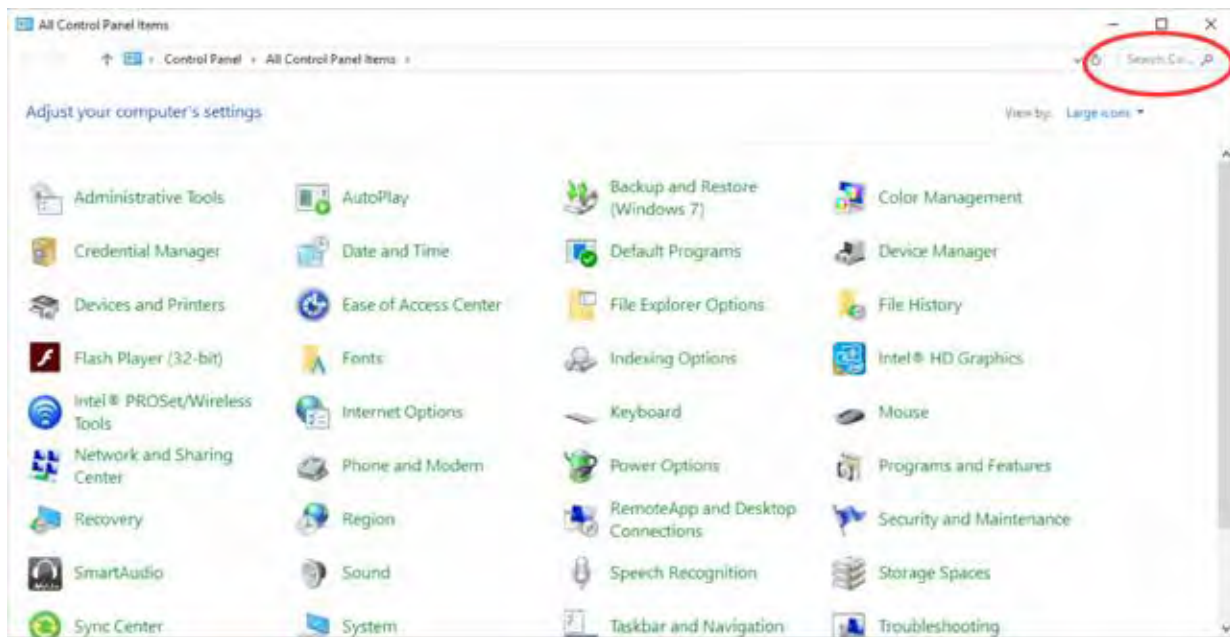 All Control Panel Items
Control Panel › All Control Panel Items ›
Search Co...
Adjust your computer's settings
View by: Large icons
Administrative Tools
AutoPlay
Backup and Restore
(Windows 7)
Color Management
Credential Manager
Date and Time
Default Programs
Device Manager
Devices and Printers
Ease of Access Center
File Explorer Options
File History
Flash Player (32-bit)
Fonts
Indexing Options
Intel® HD Graphics
Intel® PROSet/Wireless
Tools
Internet Options
Keyboard
Mouse
Network and Sharing
Center
Phone and Modem
Power Options
Programs and Features
Recovery
Region
RemoteApp and Desktop
Connections
Security and Maintenance
SmartAudio
Sound
Speech Recognition
Storage Spaces
Sync Center
System
Taskbar and Navigation
Troubleshooting